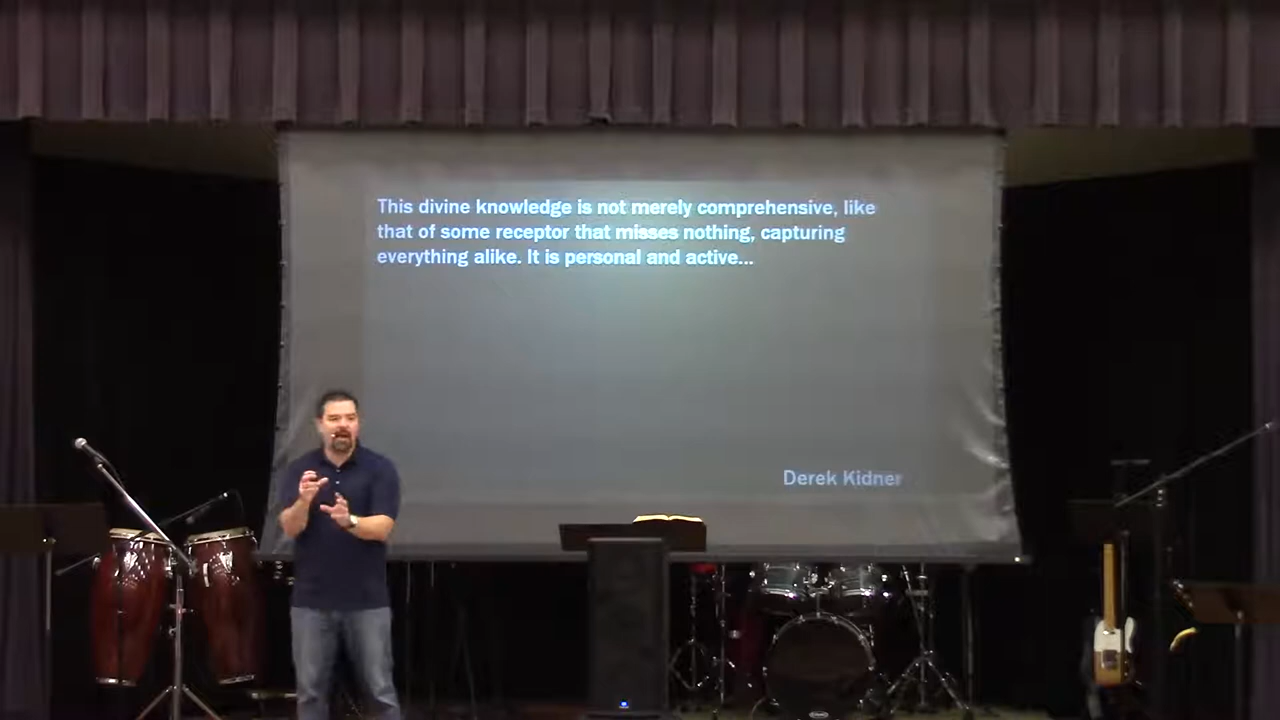 This divine knowledge is not merely comprehensive, like
that of some receptor that misses nothing, capturing
everything alike. It is personal and active...
Derek Kidner